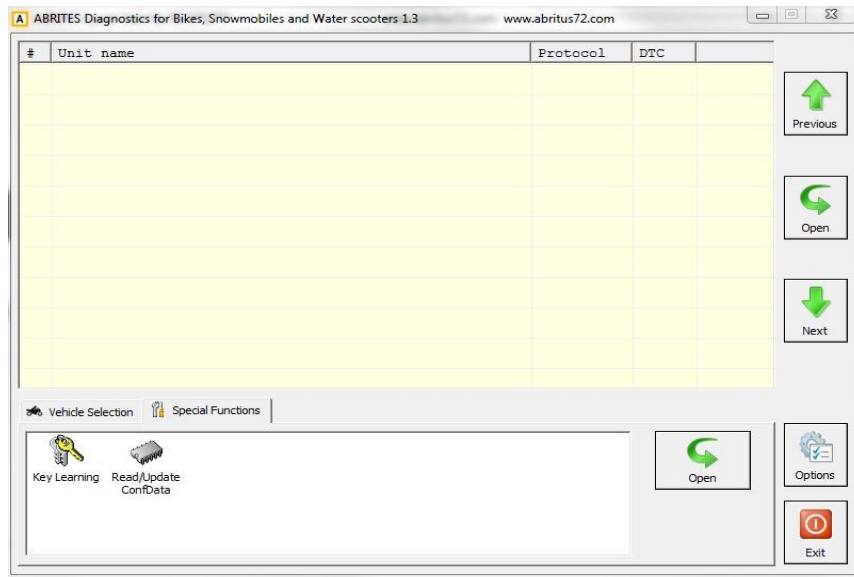 A ABRITES Diagnostics for Bikes, Snowmobiles and Water scooters 1.3 www.abritus72.com
# Unit name Protocol DTC
Previous
Open
Next
Vehicle Selection Special Functions
Key Learning
Read/Update
ConfData
Open
Options
Exit